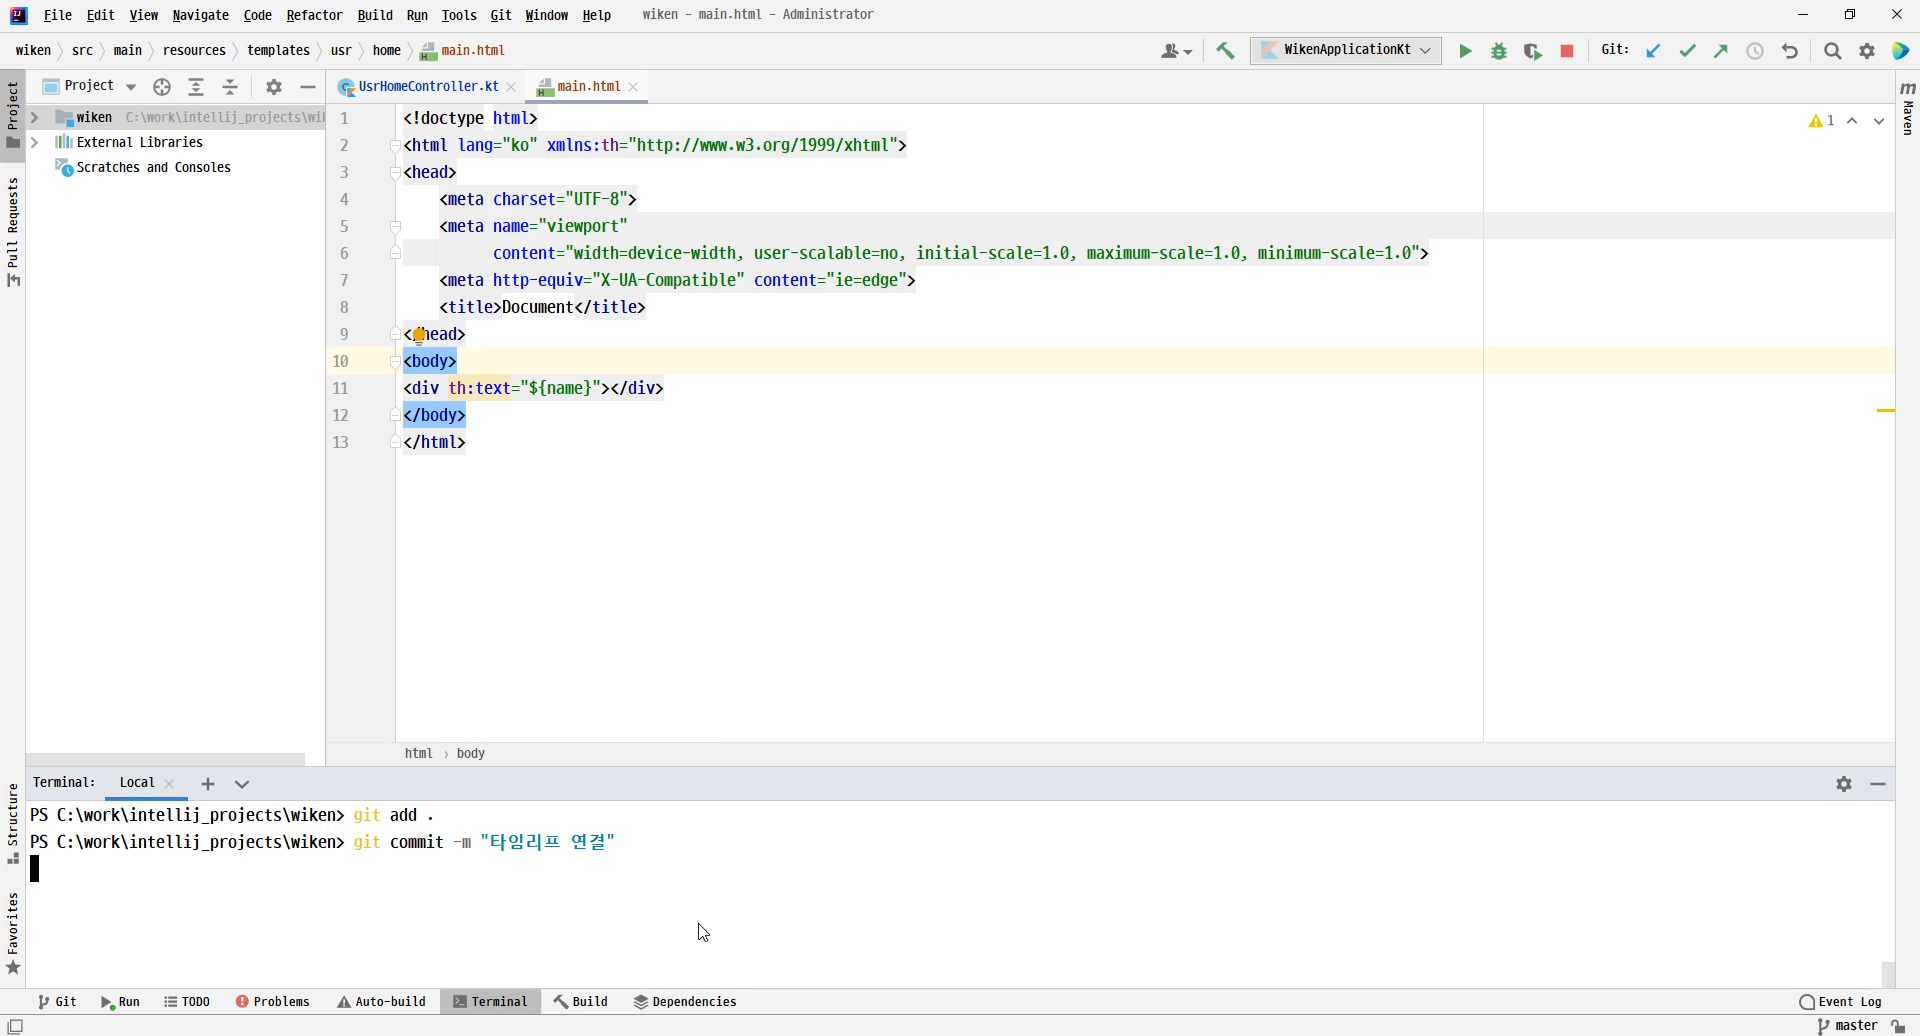 File Edit View Navigate Code Refactor Build Run Tools Git Window Help wiken - main.html - Administrator
wiken src main resources templates usr home main.html WikenApplicationKt Git:
Project UsrHomeController.kt main.html
wiken C:\work\intellij_projects\wi
External Libraries
Scratches and Consoles
Project
Pull Requests
Structure
Favorites
Maven
1
1 <!doctype html>
2 <html lang="ko" xmlns:th="http://www.w3.org/1999/xhtml">
3 <head>
4 <meta charset="UTF-8">
5 <meta name="viewport"
6 content="width=device-width, user-scalable=no, initial-scale=1.0, maximum-scale=1.0, minimum-scale=1.0">
7 <meta http-equiv="X-UA-Compatible" content="ie=edge">
8 <title>Document</title>
9 </head>
10 <body>
11 <div th:text="${name}"></div>
12 </body>
13 </html>
html › body
Terminal: Local
PS C:\work\intellij_projects\wiken> git add .
PS C:\work\intellij_projects\wiken> git commit -m "타임리프 연결"
Git Run TODO Problems Auto-build Terminal Build Dependencies Event Log
master